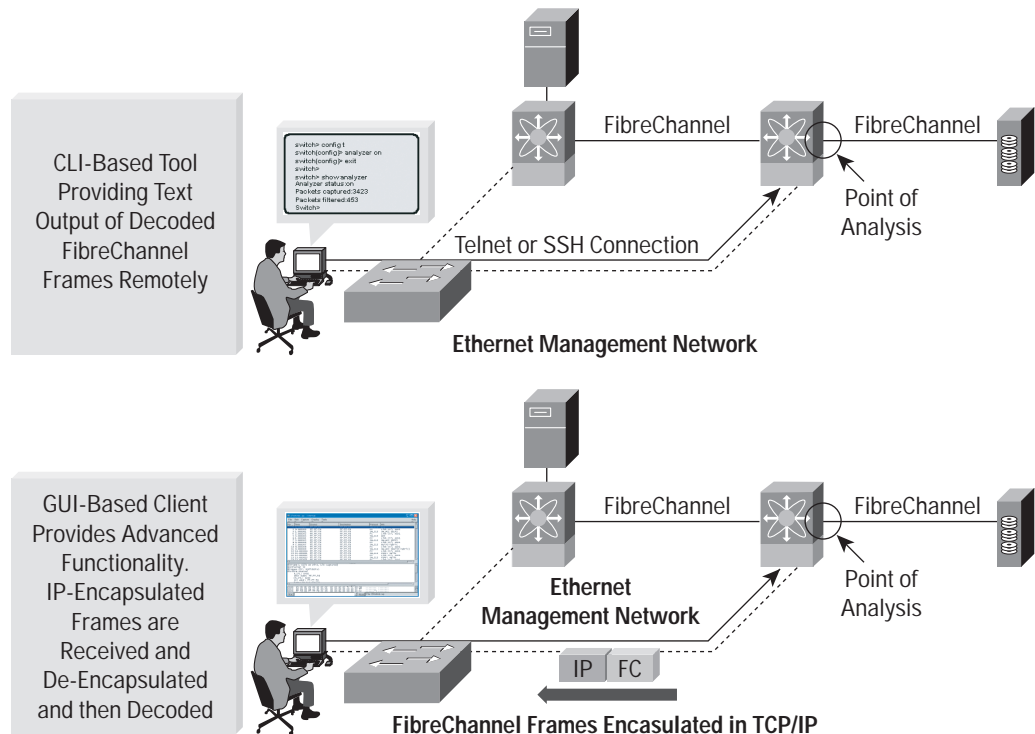 CLI-Based Tool
Providing Text
Output of Decoded
FibreChannel
Frames Remotely
switch> config t
switch(config)> analyzer on
switch(config)> exit
switch>
switch> show analyzer
Analyzer status:on
Packets captured:3423
Packets filtered:453
Switch>
FibreChannel
FibreChannel
Point of
Analysis
Telnet or SSH Connection
Ethernet Management Network
GUI-Based Client
Provides Advanced
Functionality.
IP-Encapsulated
Frames are
Received and
De-Encapsulated
and then Decoded
FibreChannel
FibreChannel
Point of
Analysis
Ethernet
Management Network
IP FC
FibreChannel Frames Encasulated in TCP/IP